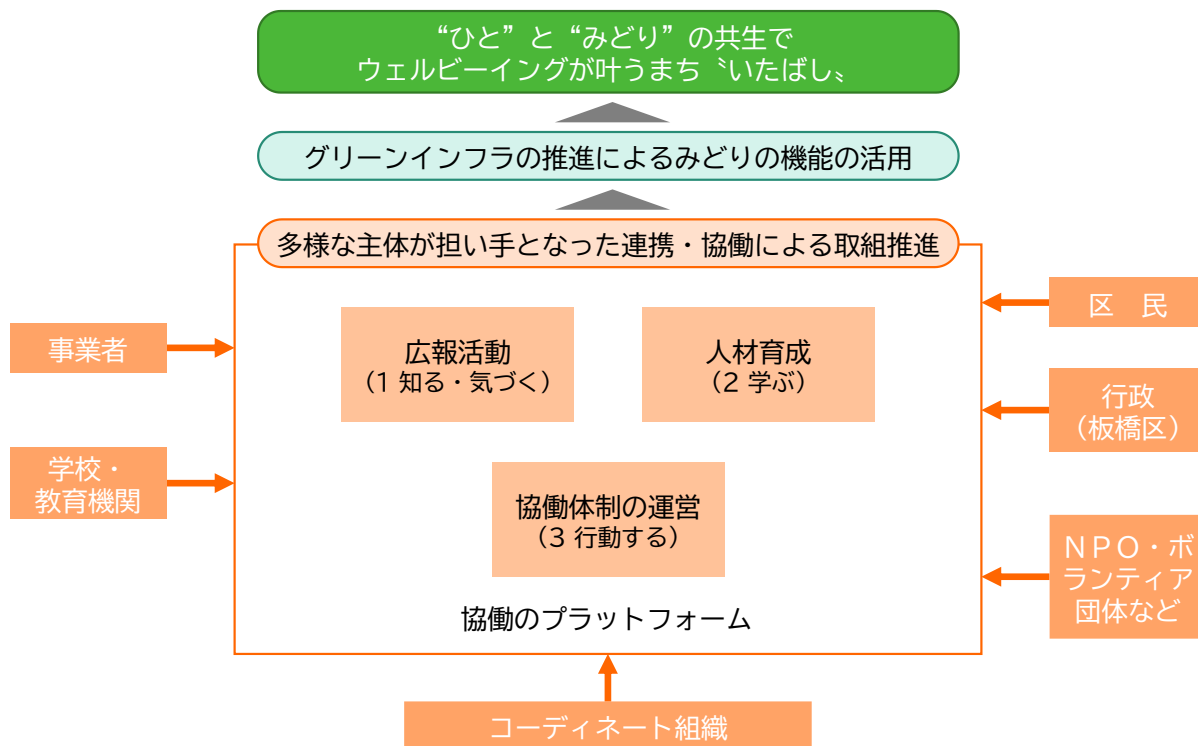 “ひと”と“みどり”の共生で
ウェルビーイングが叶うまち〝いたばし〟
グリーンインフラの推進によるみどりの機能の活用
多様な主体が担い手となった連携・協働による取組推進
事業者
学校・
教育機関
広報活動
（1 知る・気づく）
人材育成
（2 学ぶ）
協働体制の運営
（3 行動する）
協働のプラットフォーム
区　民
行政
（板橋区）
ＮＰＯ・ボ
ランティア
団体など
コーディネート組織